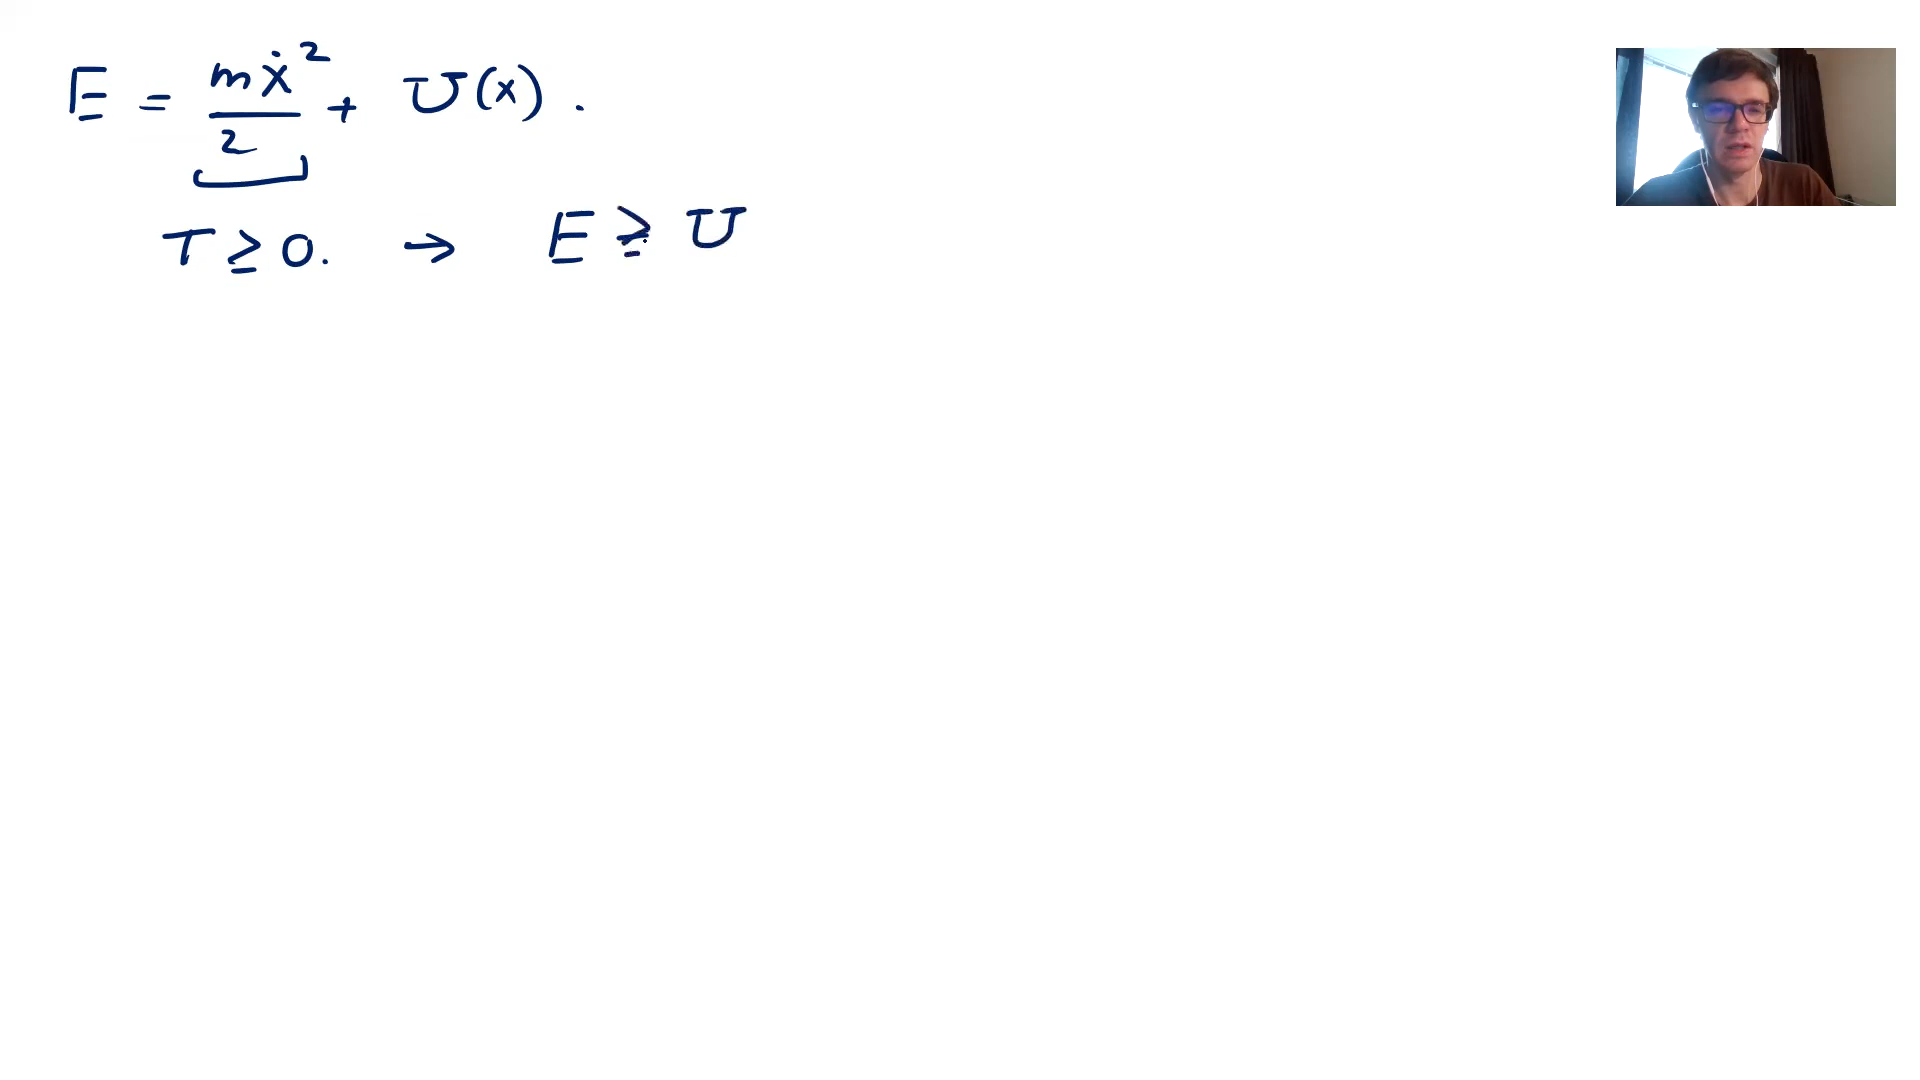 E = mẋ²/2 + U(x).
T ≥ 0. → E ≥ U